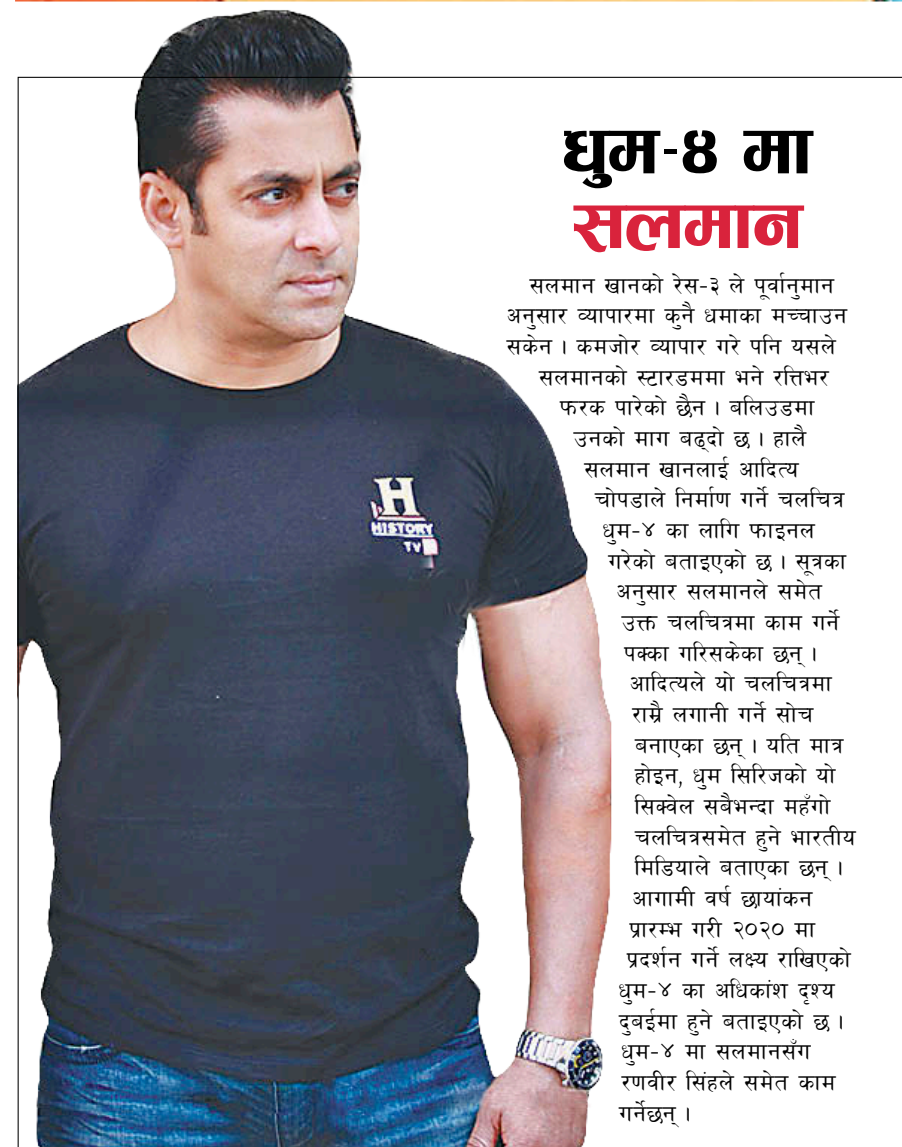 धुम-४ मा
सलमान
सलमान खानको रेस-३ ले पूर्वानुमान
अनुसार व्यापारमा कुनै धमाका मच्चाउन
सकेन । कमजोर व्यापार गरे पनि यसले
सलमानको स्टारडममा भने रत्तिभर
फरक पारेको छैन । बलिउडमा
उनको माग बढ्दो छ । हालै
सलमान खानलाई आदित्य
चोपडाले निर्माण गर्ने चलचित्र
धुम-४ का लागि फाइनल
गरेको बताइएको छ । सूत्रका
अनुसार सलमानले समेत
उक्त चलचित्रमा काम गर्ने
पक्का गरिसकेका छन् ।
आदित्यले यो चलचित्रमा
राम्रै लगानी गर्ने सोच
बनाएका छन् । यति मात्र
होइन, धुम सिरिजको यो
सिक्वेल सबैभन्दा महँगो
चलचित्रसमेत हुने भारतीय
मिडियाले बताएका छन् ।
आगामी वर्ष छायांकन
प्रारम्भ गरी २०२० मा
प्रदर्शन गर्ने लक्ष्य राखिएको
धुम-४ का अधिकांश दृश्य
दुबईमा हुने बताइएको छ ।
धुम-४ मा सलमानसँग
रणवीर सिंहले समेत काम
गर्नेछन् ।
H
HISTORY
TV